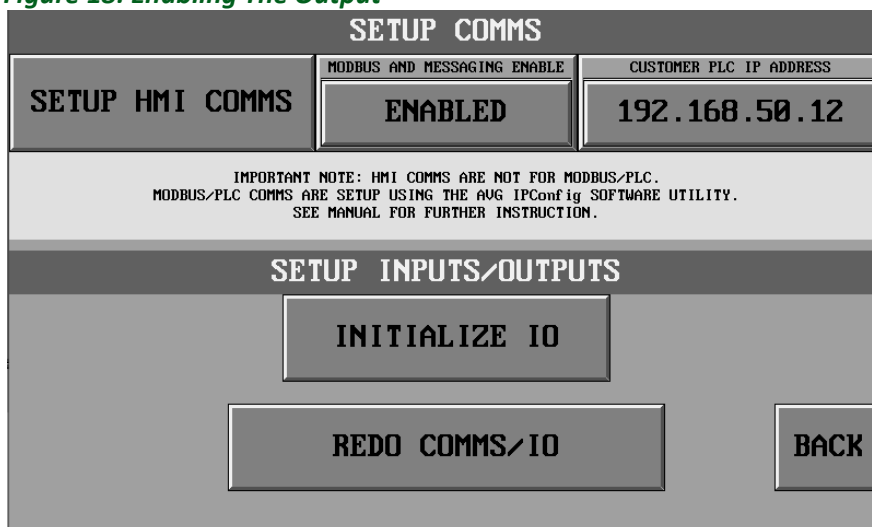 Figure 18: Enabling The Output
SETUP COMMS
MODBUS AND MESSAGING ENABLE
CUSTOMER PLC IP ADDRESS
SETUP HMI COMMS
ENABLED
192.168.50.12
IMPORTANT NOTE: HMI COMMS ARE NOT FOR MODBUS/PLC.
MODBUS/PLC COMMS ARE SETUP USING THE AVG IPConfig SOFTWARE UTILITY.
SEE MANUAL FOR FURTHER INSTRUCTION.
SETUP INPUTS/OUTPUTS
INITIALIZE IO
REDO COMMS/IO
BACK